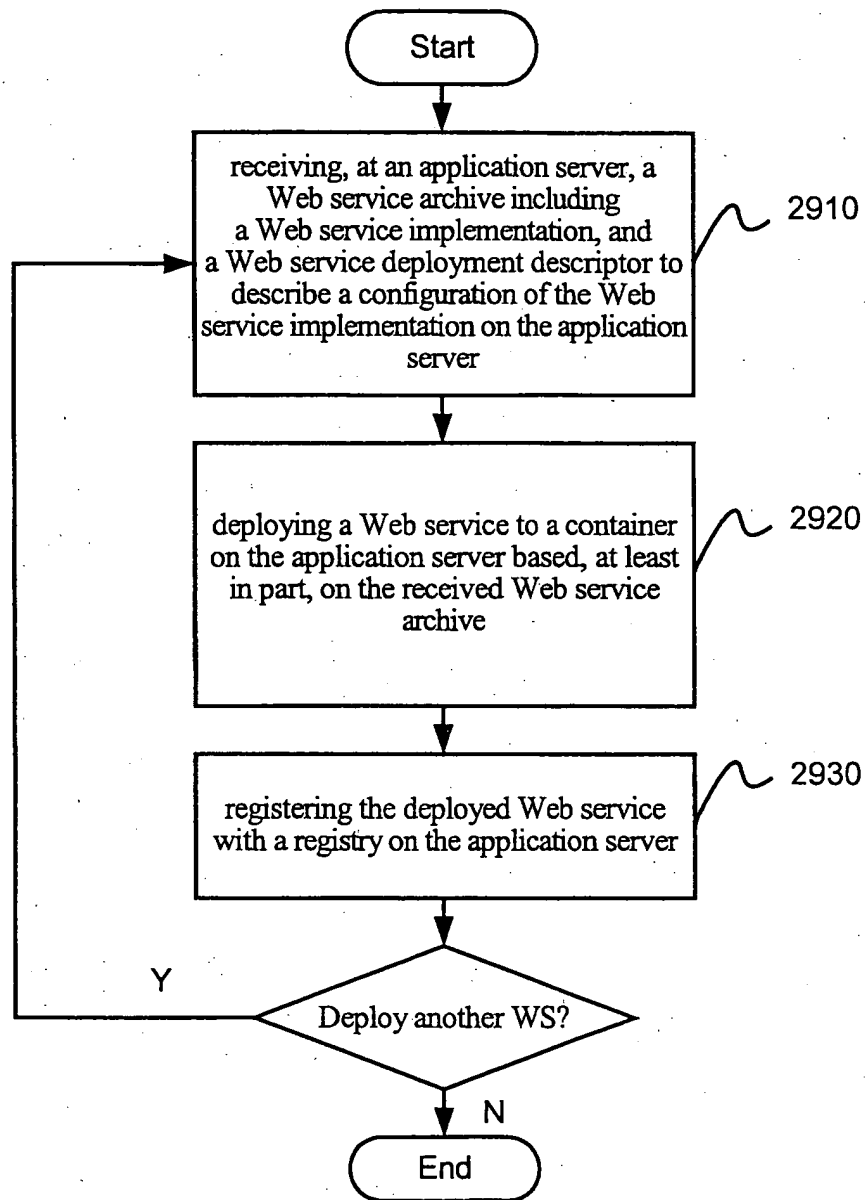 Start
receiving, at an application server, a
Web service archive including
a Web service implementation, and
a Web service deployment descriptor to
describe a configuration of the Web
service implementation on the application
server
2910
deploying a Web service to a container
on the application server based, at least
in part, on the received Web service
archive
2920
registering the deployed Web service
with a registry on the application server
2930
Y
Deploy another WS?
N
End